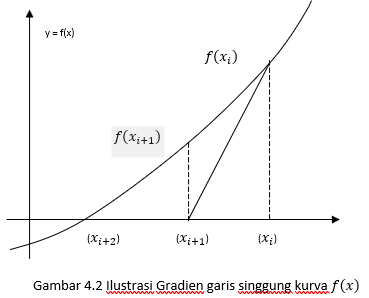 y = f(x)
f(xᵢ)
f(xᵢ₊₁)
(xᵢ₊₂) (xᵢ₊₁) (xᵢ)
Gambar 4.2 Ilustrasi Gradien garis singgung kurva f(x)